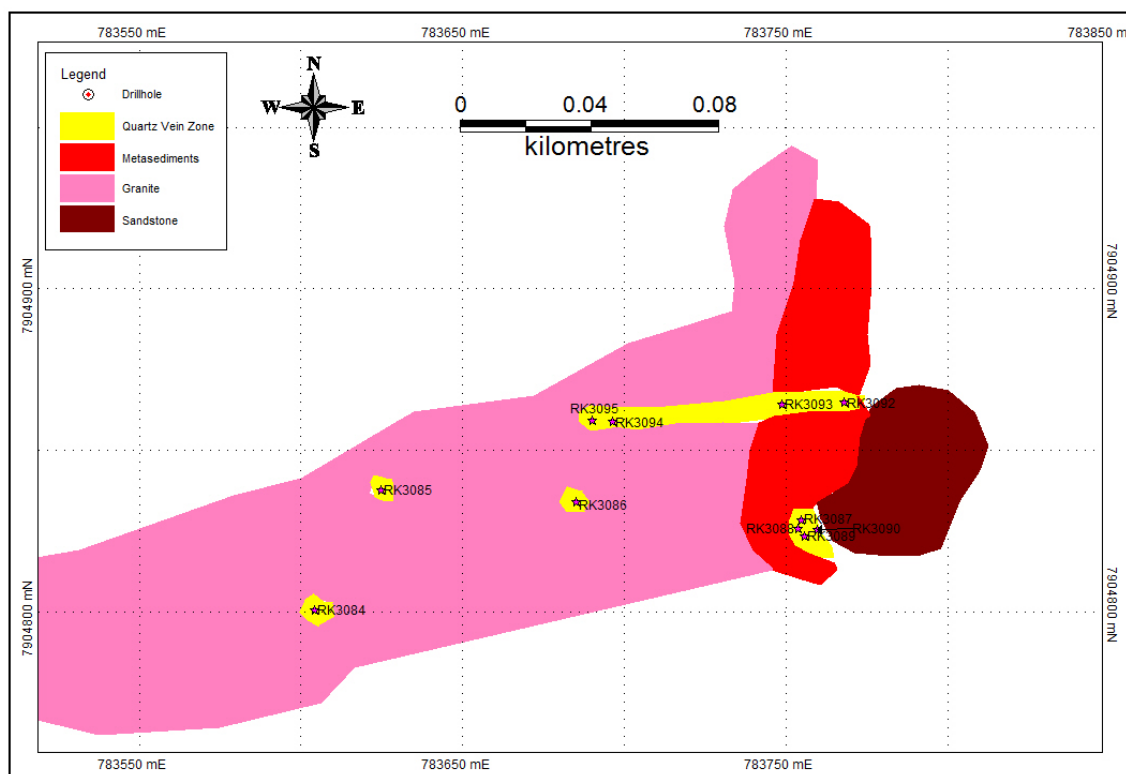 783550 mE
783650 mE
783750 mE
783850 mE
Legend
Drillhole
Quartz Vein Zone
Metasediments
Granite
Sandstone
N
W
E
S
0
0.04
0.08
kilometres
7904900 mN
7904900 mN
RK3095
RK3094
RK3093
RK3092
RK3085
RK3086
RK3087
RK3088
RK3090
RK3089
RK3084
7904800 mN
7904800 mN
783550 mE
783650 mE
783750 mE